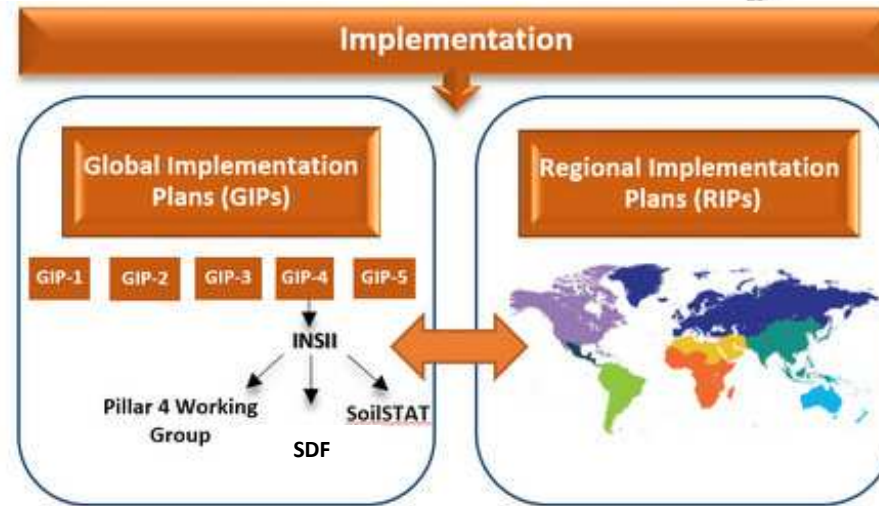 Implementation
Global Implementation
Plans (GIPs)
Regional Implementation
Plans (RIPs)
GIP-1 GIP-2 GIP-3 GIP-4 GIP-5
INSII
Pillar 4 Working
Group
SDF
SoilSTAT